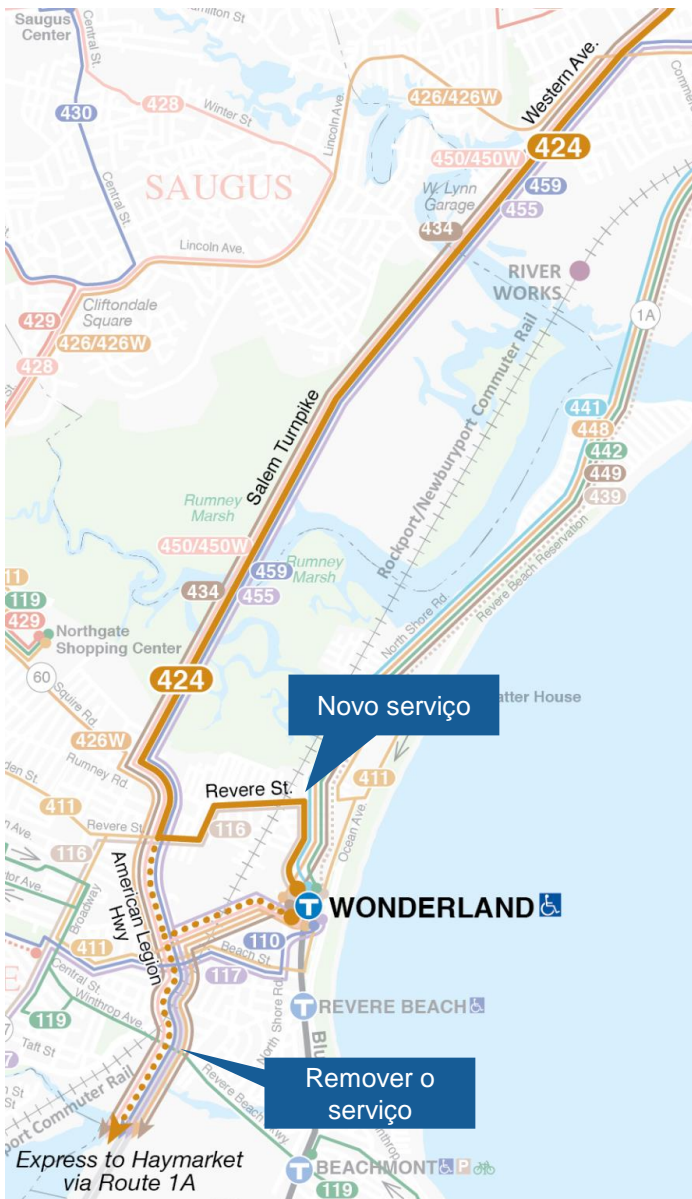 Saugus
Center
Central St.
Hamilton St.
430
428
Winter St
Lincoln Ave.
426/426W
Western Ave.
424
450/450W
459
455
W. Lynn
Garage
434
SAUGUS
Central St.
Lincoln Ave.
RIVER
WORKS
1A
Cliftondale
Square
429
426/426W
428
Salem Turnpike
Rockport/Newburyport Commuter Rail
441
448
442
449
439
Rumney
Marsh
450/450W
Rumney
Marsh
459
434
455
North Shore Rd.
Revere Beach Reservation
119
429
Northgate
Shopping Center
60
Squire Rd.
424
426W
Rumney Rd.
Novo serviço
atter House
411
Revere St.
116
411
Revere St.
116
Ocean Ave.
Broadway
American Legion
Hwy
WONDERLAND
110
411
Beach St
117
Central St.
Winthrop Ave
119
Taft St
North Shore Rd.
REVERE BEACH
Remover o
serviço
Revere Beach Pkwy
port Commuter Rail
Express to Haymarket
via Route 1A
BEACHMONT
P
119